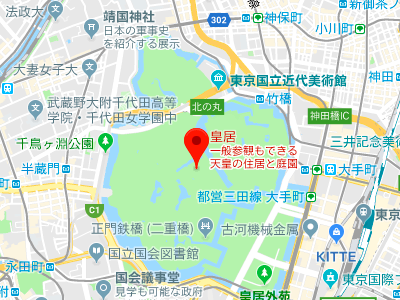 法政大
靖国神社
日本の軍事史
を紹介する展示
神保町
新御茶ノ
小川町
大妻女子大
東京国立近代美術館
竹橋
神田
武蔵野大附千代田高等
学院・千代田女学園中
北の丸
神田橋IC
千鳥ヶ淵公園
皇居
一般参観もできる
天皇の住居と庭園
三井記念美術
大手町
半蔵門
都営三田線 大手町
C1
東京
正門鉄橋 (二重橋)
古河機械金属
国立国会図書館
KITTE
永田町
国会議事堂
見学も可能な政府
皇居外苑
東京国際フ